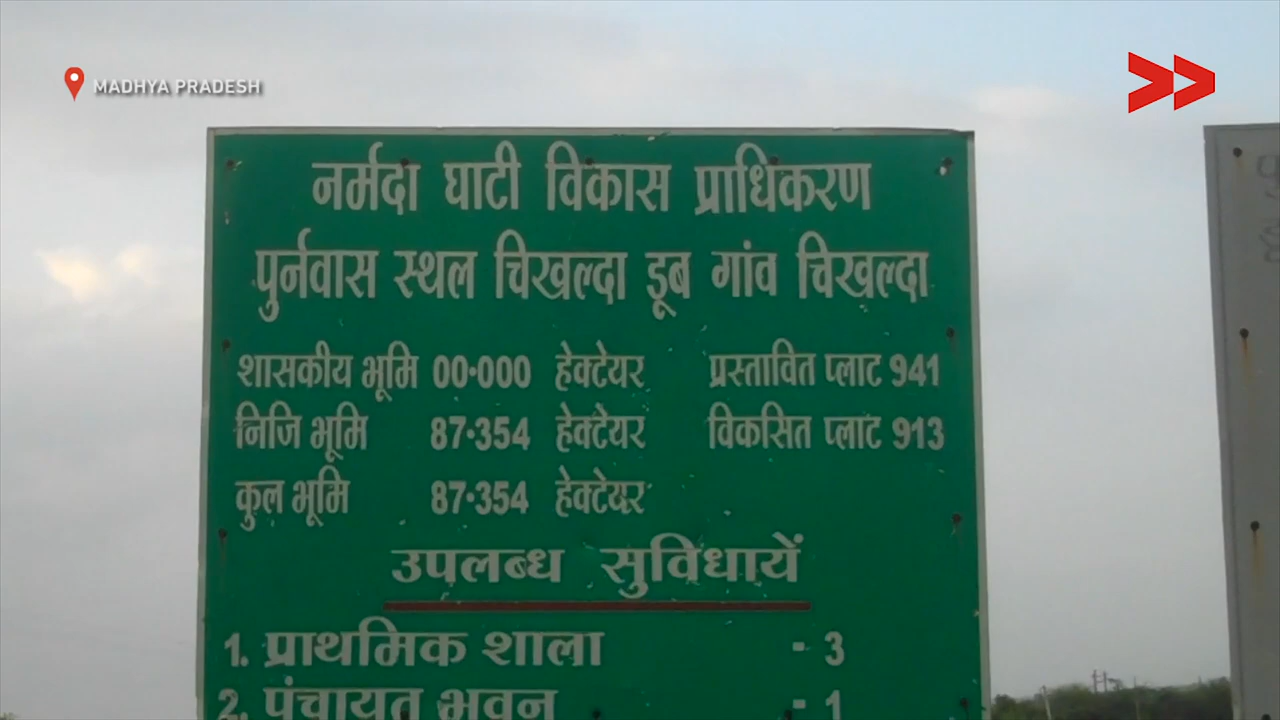 MADHYA PRADESH
नर्मदा घाटी विकास प्राधिकरण
पुर्नवास स्थल चिखल्दा डूब गांव चिखल्दा
शासकीय भूमि 00·000 हेक्टेयर प्रस्तावित प्लाट 941
निजि भूमि 87·354 हेक्टेयर विकसित प्लाट 913
कुल भूमि 87·354 हेक्टेयर
उपलब्ध सुविधायें
1. प्राथमिक शाला - 3
2. पंचायत भवन - 1